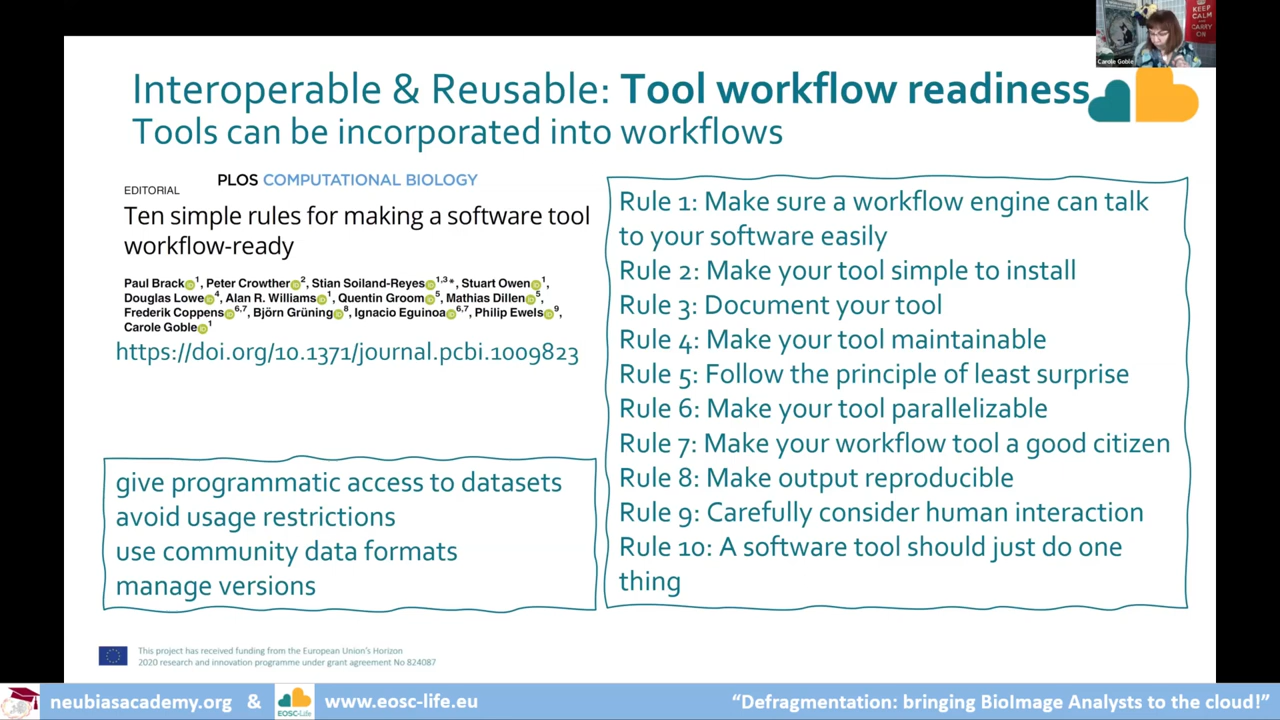 KEEP
CALM
AND
CARRY
ON
Carole Goble
Interoperable & Reusable: Tool workflow readiness
Tools can be incorporated into workflows
PLOS COMPUTATIONAL BIOLOGY
EDITORIAL
Ten simple rules for making a software tool
workflow-ready
Paul Brack1, Peter Crowther2, Stian Soiland-Reyes1,3*, Stuart Owen1,
Douglas Lowe4, Alan R. Williams1, Quentin Groom5, Mathias Dillen5,
Frederik Coppens6,7, Björn Grüning8, Ignacio Eguinoa6,7, Philip Ewels9,
Carole Goble1
https://doi.org/10.1371/journal.pcbi.1009823
give programmatic access to datasets
avoid usage restrictions
use community data formats
manage versions
Rule 1: Make sure a workflow engine can talk
to your software easily
Rule 2: Make your tool simple to install
Rule 3: Document your tool
Rule 4: Make your tool maintainable
Rule 5: Follow the principle of least surprise
Rule 6: Make your tool parallelizable
Rule 7: Make your workflow tool a good citizen
Rule 8: Make output reproducible
Rule 9: Carefully consider human interaction
Rule 10: A software tool should just do one
thing
This project has received funding from the European Union's Horizon
2020 research and innovation programme under grant agreement No 824087
neubiasacademy.org & EOSC-Life www.eosc-life.eu "Defragmentation: bringing BioImage Analysts to the cloud!"